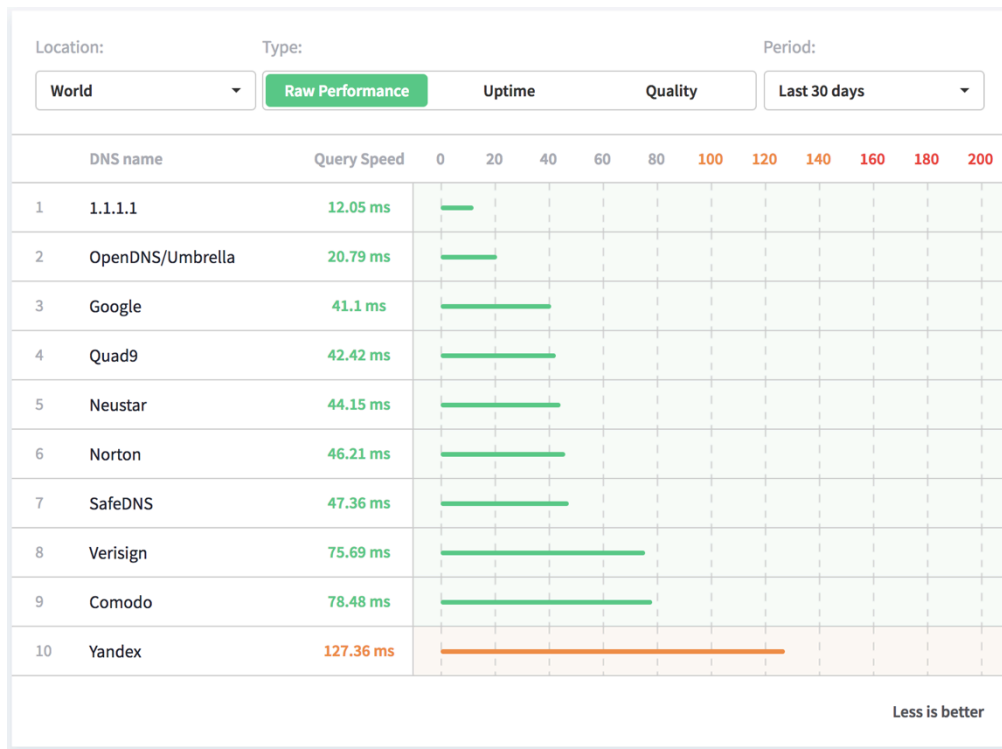 Location: Type: Period:
World Raw Performance Uptime Quality Last 30 days
DNS name Query Speed 0 20 40 60 80 100 120 140 160 180 200
1 1.1.1.1 12.05 ms
2 OpenDNS/Umbrella 20.79 ms
3 Google 41.1 ms
4 Quad9 42.42 ms
5 Neustar 44.15 ms
6 Norton 46.21 ms
7 SafeDNS 47.36 ms
8 Verisign 75.69 ms
9 Comodo 78.48 ms
10 Yandex 127.36 ms
Less is better